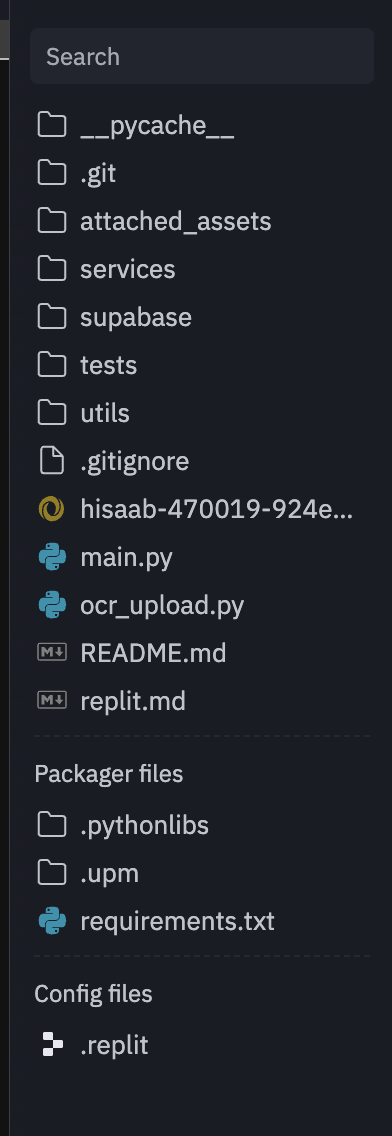 Search
__pycache__
.git
attached_assets
services
supabase
tests
utils
.gitignore
hisaab-470019-924e...
main.py
ocr_upload.py
M↓ README.md
M↓ replit.md
Packager files
.pythonlibs
.upm
requirements.txt
Config files
.replit